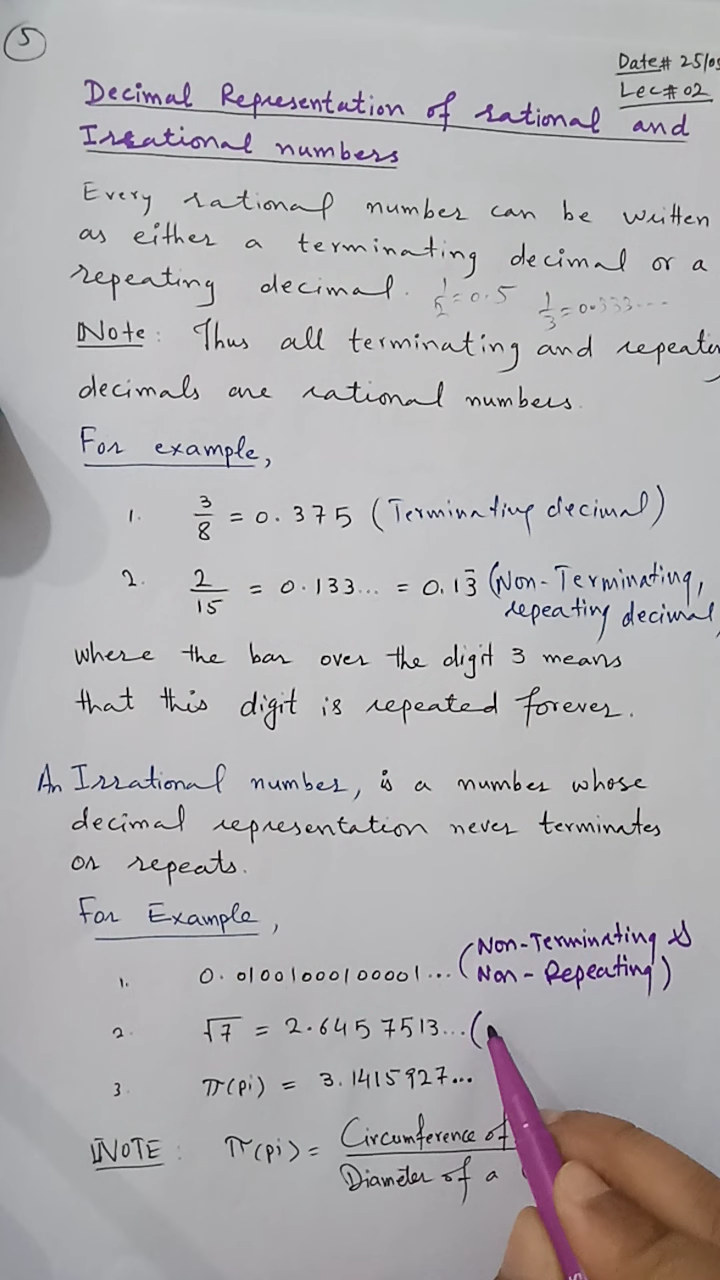 5
Date# 25/05
Lec# 02
Decimal Representation of rational and
Irrational numbers
Every rational number can be written
as either a terminating decimal or a
repeating decimal. 1/2 = 0.5 1/3 = 0.333...
Note: Thus all terminating and repeatin
decimals are rational numbers.
For example,
1. 3/8 = 0.375 (Terminating decimal)
2. 2/15 = 0.133... = 0.13̄ (Non-Terminating,
repeating decimal,
where the bar over the digit 3 means
that this digit is repeated forever.
An Irrational number, is a number whose
decimal representation never terminates
or repeats.
For Example,
1. 0.01001000100001... (Non-Terminating &
Non-Repeating)
2. √7 = 2.6457513... (
3. π(pi) = 3.1415927...
NOTE: π(pi) = Circumference of
Diameter of a